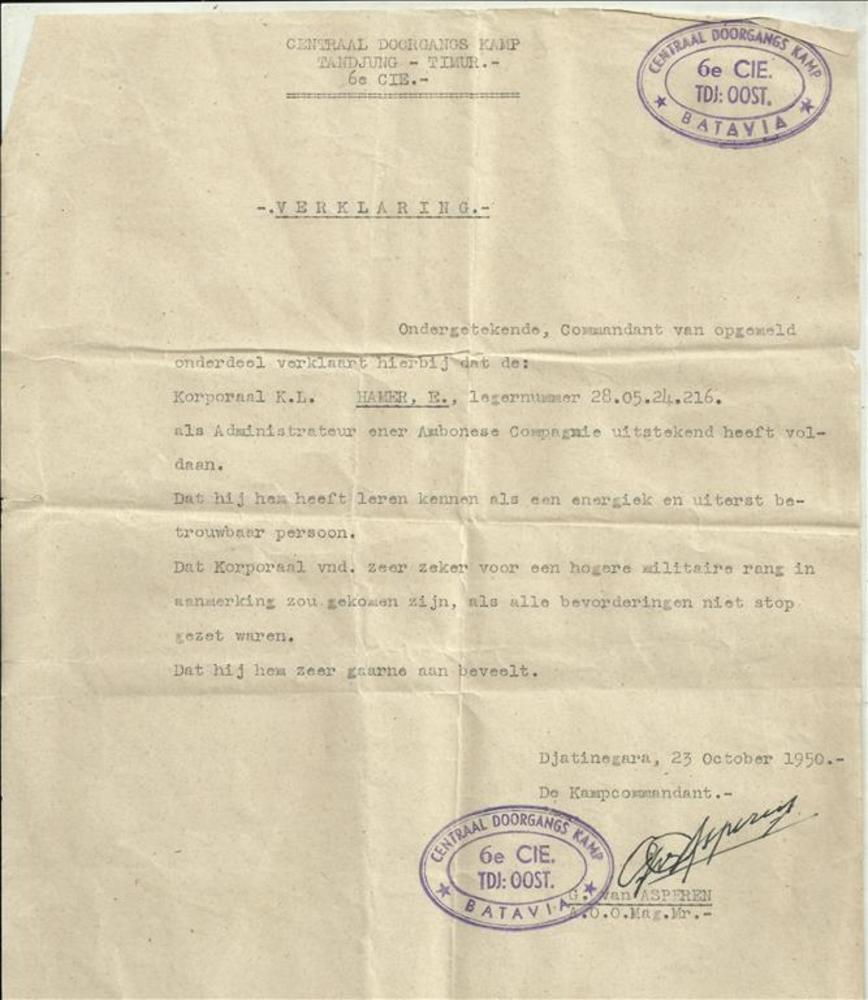 CENTRAAL DOORGANGS KAMP
TANDJUNG - TIMUR.-
6e CIE.-
CENTRAAL DOORGANGS KAMP
6e CIE.
TDJ: OOST.
BATAVIA
-.VERKLARING.-
Ondergetekende, Commandant van opgemeld
onderdeel verklaart hierbij dat de:
Korporaal K.L. HAMER, E., legernummer 28.05.24.216.
als Administrateur ener Ambonese Compagnie uitstekend heeft vol-
daan.
Dat hij hem heeft leren kennen als een energiek en uiterst be-
trouwbaar persoon.
Dat Korporaal vnd. zeer zeker voor een hogere militaire rang in
aanmerking zou gekomen zijn, als alle bevorderingen niet stop
gezet waren.
Dat hij hem zeer gaarne aan beveelt.
Djatinegara, 23 October 1950.-
De Kampcommandant.-
CENTRAAL DOORGANGS KAMP
6e CIE.
TDJ: OOST.
BATAVIA
G. van ASPEREN
A.O.O.Mag.Mr.-